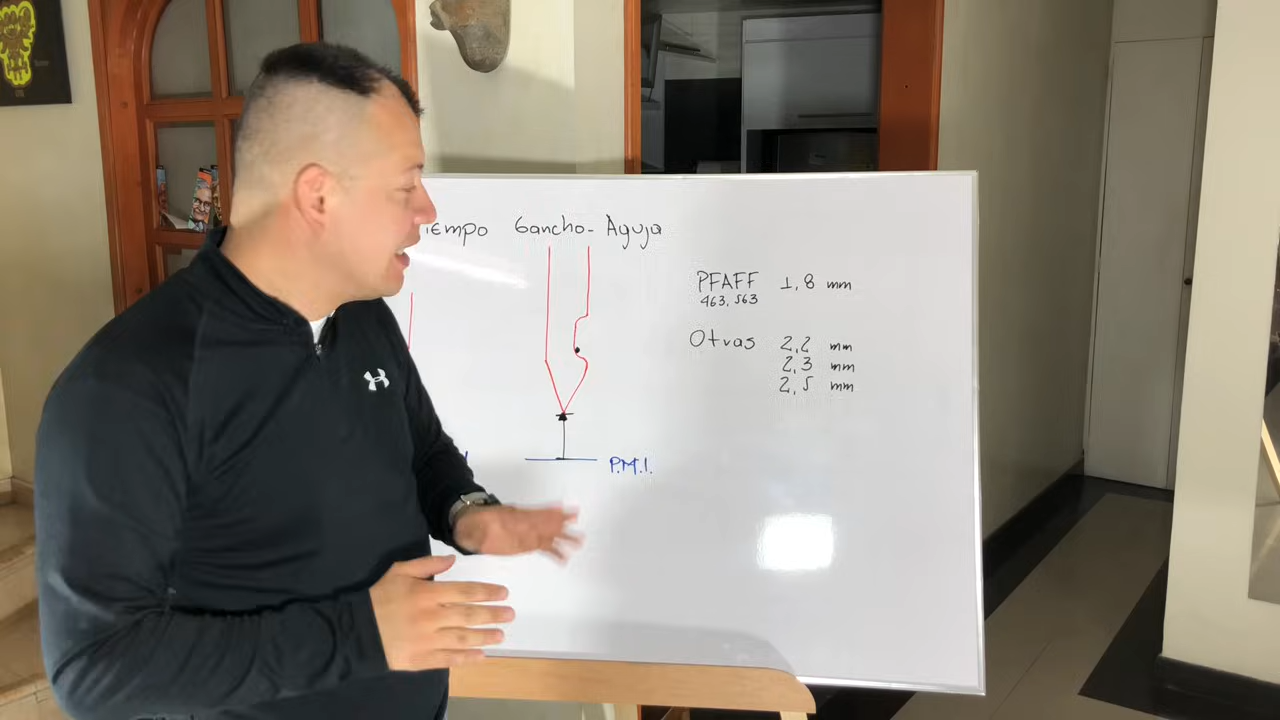 iempo Gancho- Aguja
PFAFF 1,8 mm
463, 563
Otras 2,2 mm
2,3 mm
2,5 mm
P.M.I.